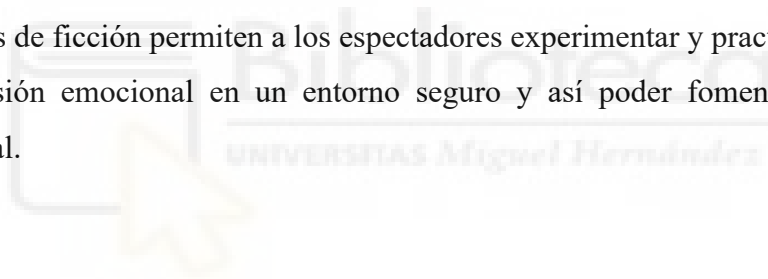 s de ficción permiten a los espectadores experimentar y pract
sión emocional en un entorno seguro y así poder fomen
al.
Biblioteca
UNIVERSITAS Miguel Hernández